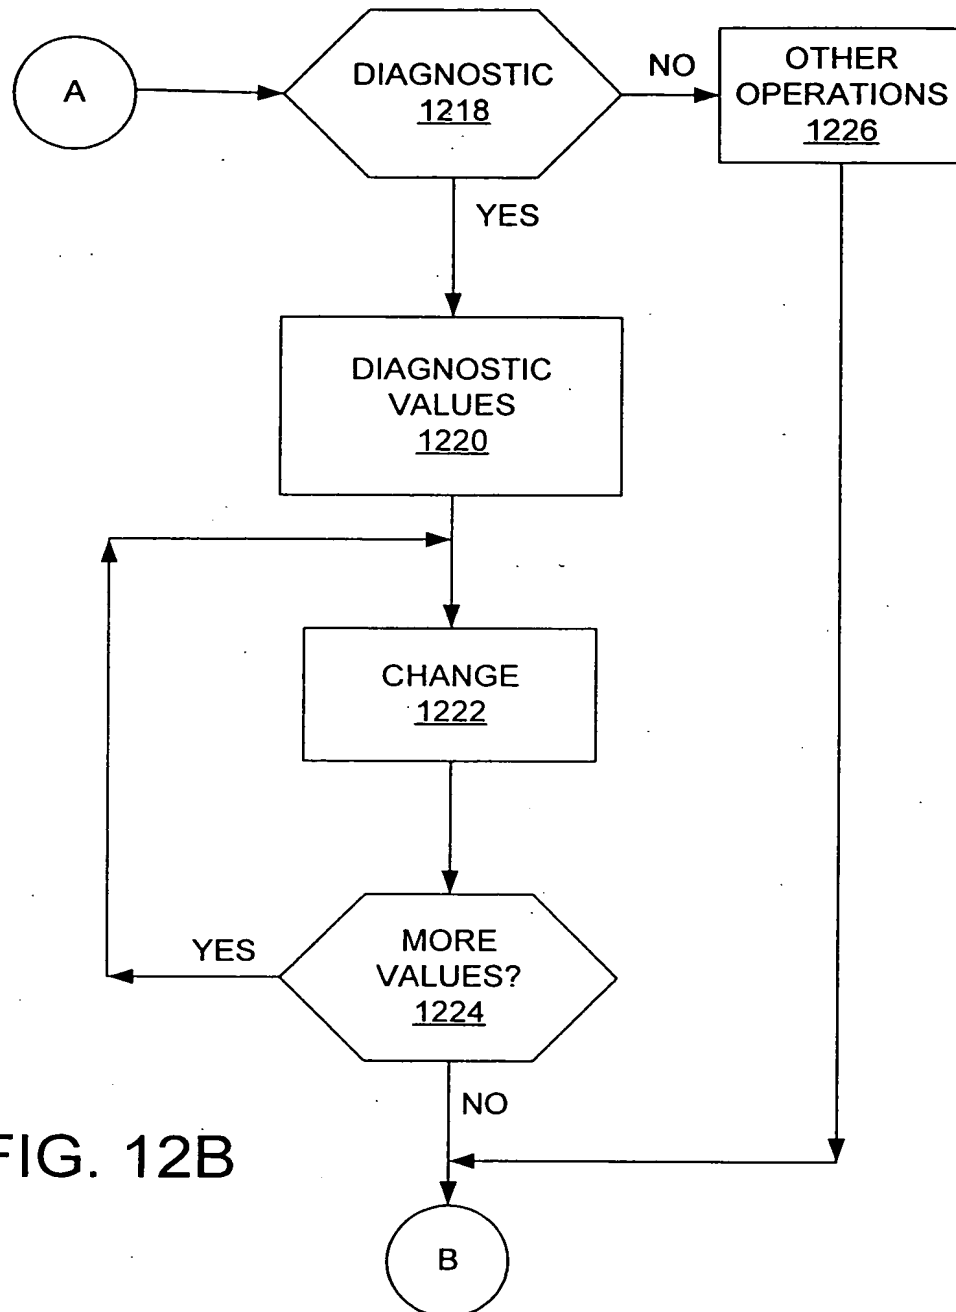 A
DIAGNOSTIC
1218
NO
OTHER
OPERATIONS
1226
YES
DIAGNOSTIC
VALUES
1220
CHANGE
1222
YES
MORE
VALUES?
1224
NO
FIG. 12B
B